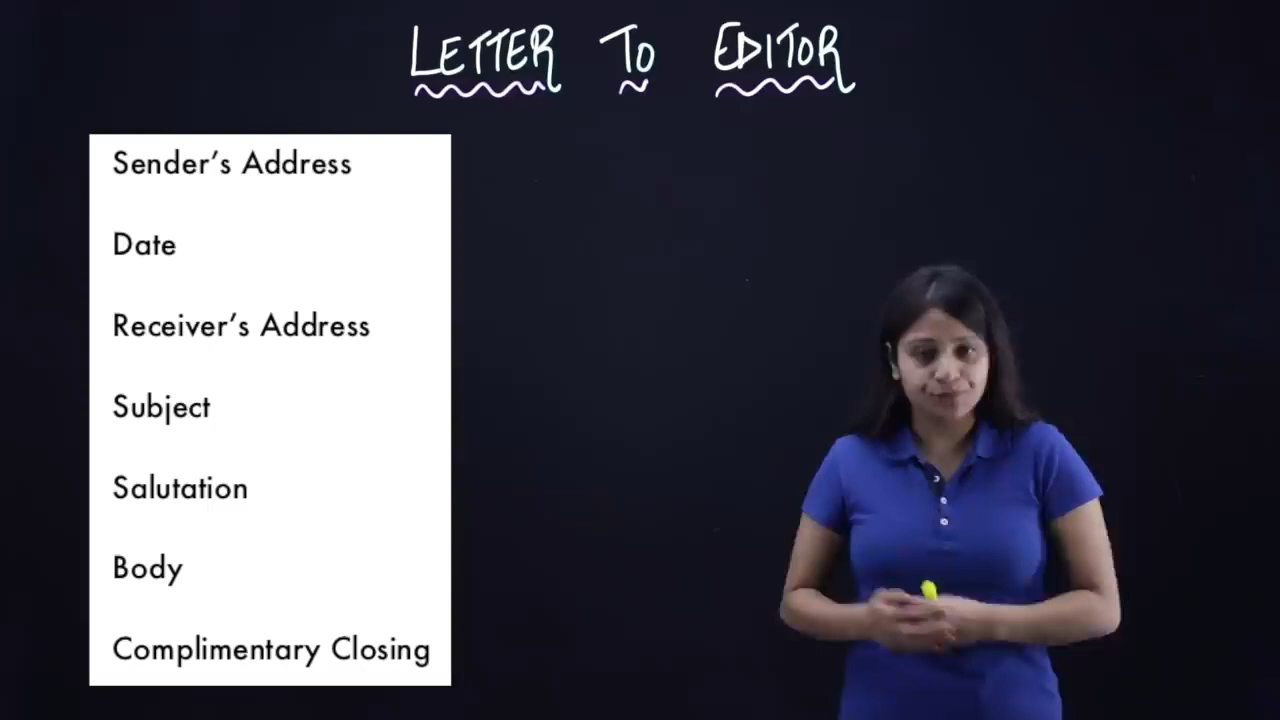 LETTER TO EDITOR
Sender’s Address
Date
Receiver’s Address
Subject
Salutation
Body
Complimentary Closing